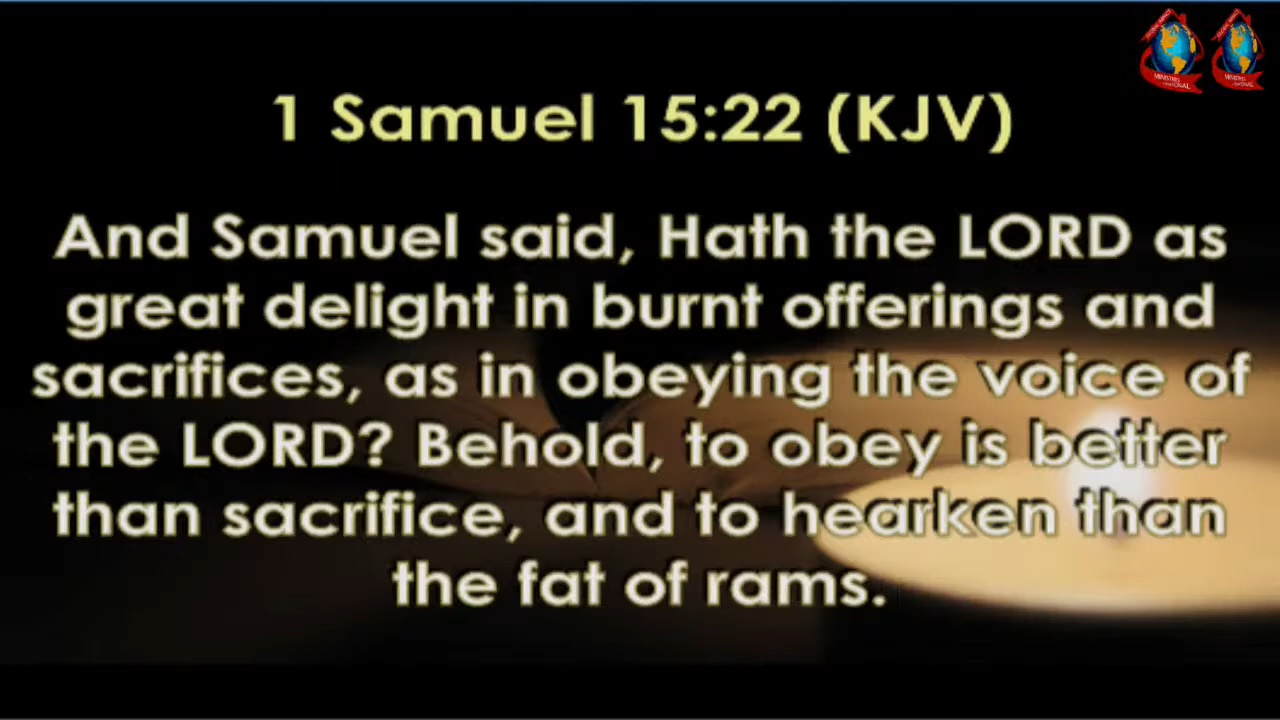 1 Samuel 15:22 (KJV)
And Samuel said, Hath the LORD as
great delight in burnt offerings and
sacrifices, as in obeying the voice of
the LORD? Behold, to obey is better
than sacrifice, and to hearken than
the fat of rams.
MINISTRIES
MINISTRIES